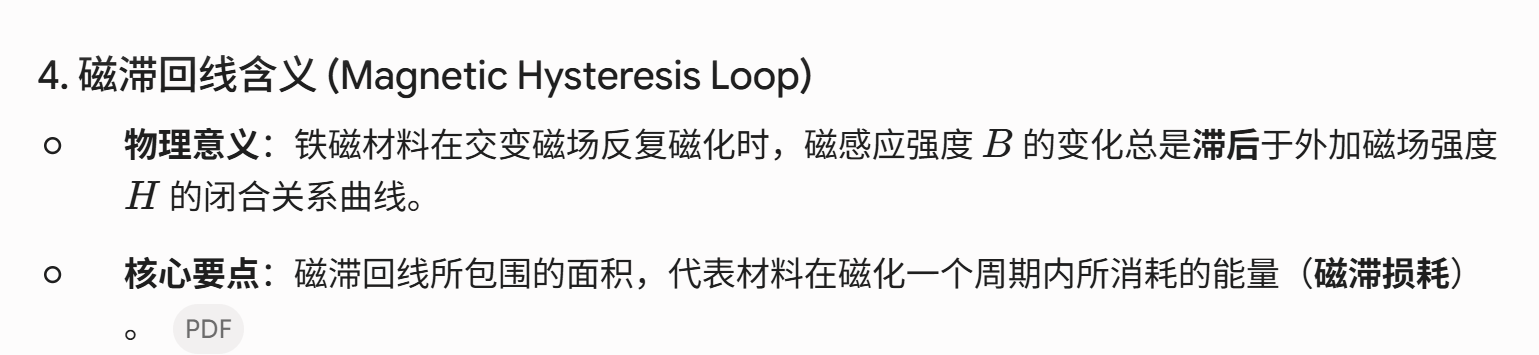 4. 磁滞回线含义 (Magnetic Hysteresis Loop)
物理意义：铁磁材料在交变磁场反复磁化时，磁感应强度 B 的变化总是滞后于外加磁场强度
H 的闭合关系曲线。
核心要点：磁滞回线所包围的面积，代表材料在磁化一个周期内所消耗的能量（磁滞损耗）
。 PDF